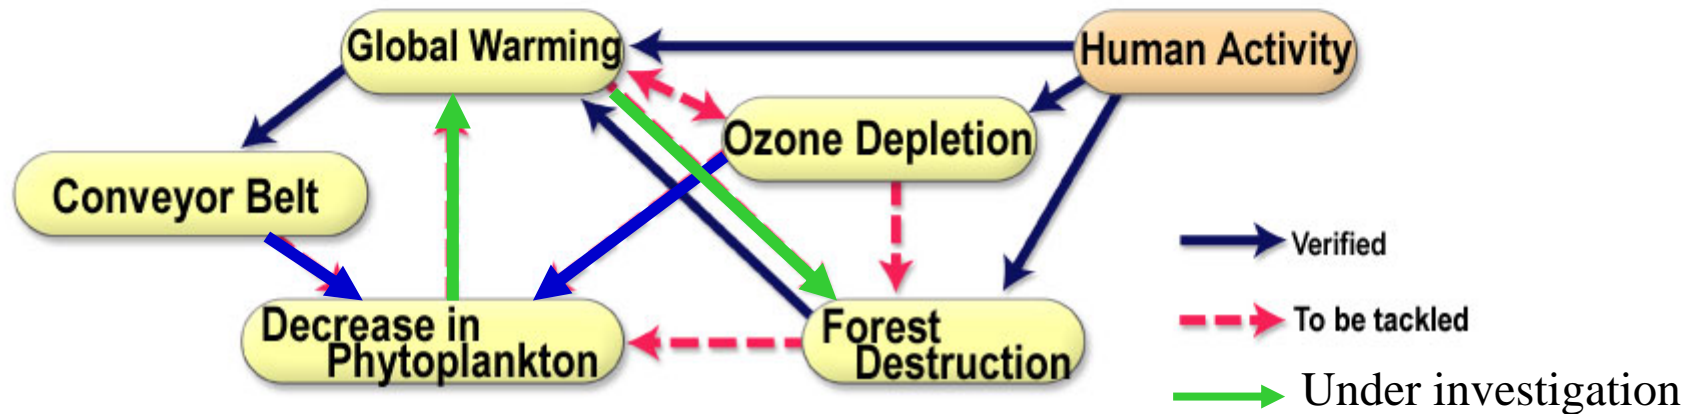 Global Warming
Human Activity
Ozone Depletion
Conveyor Belt
Verified
Decrease in
Phytoplankton
Forest
Destruction
To be tackled
Under investigation